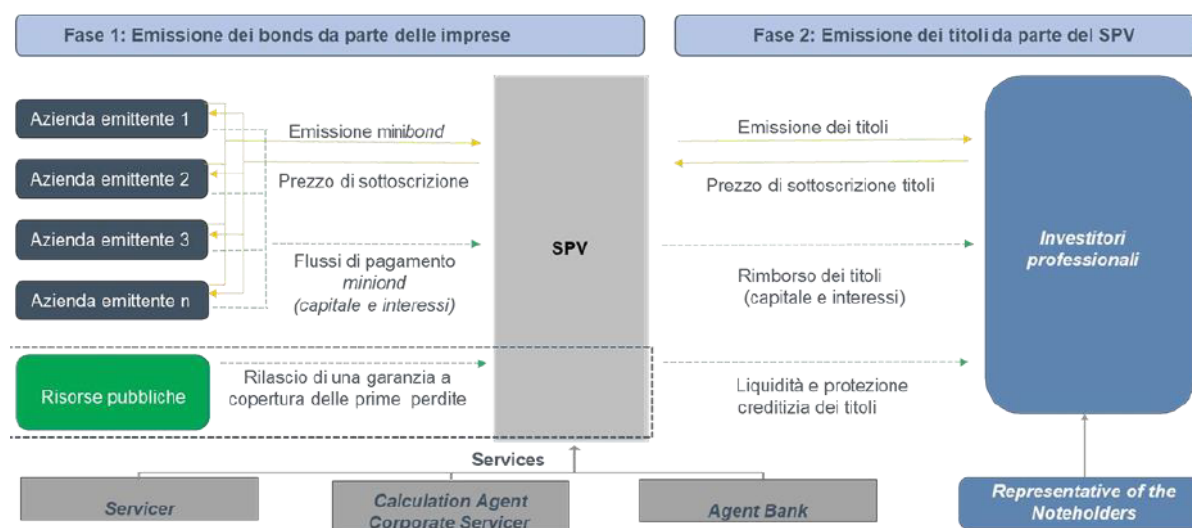 Fase 1: Emissione dei bonds da parte delle imprese
Fase 2: Emissione dei titoli da parte del SPV
Azienda emittente 1
Azienda emittente 2
Azienda emittente 3
Azienda emittente n
Emissione minibond
Prezzo di sottoscrizione
Flussi di pagamento
miniond
(capitale e interessi)
Risorse pubbliche
Rilascio di una garanzia a
copertura delle prime perdite
SPV
Emissione dei titoli
Prezzo di sottoscrizione titoli
Rimborso dei titoli
(capitale e interessi)
Liquidità e protezione
creditizia dei titoli
Investitori
professionali
Services
Servicer
Calculation Agent
Corporate Servicer
Agent Bank
Representative of the
Noteholders